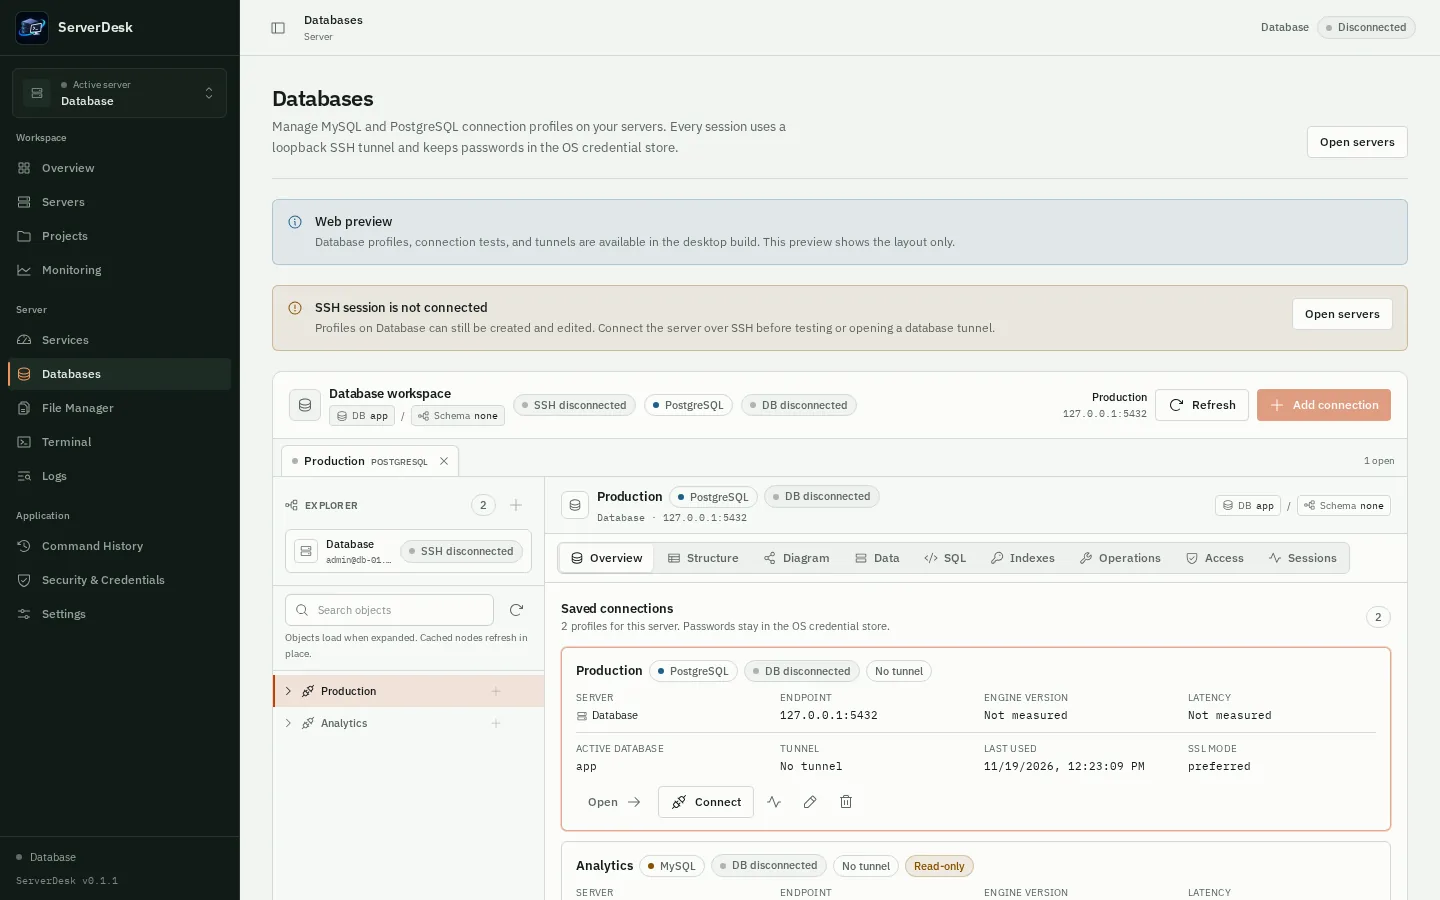 ServerDesk
Active server
Database
Workspace
Overview
Servers
Projects
Monitoring
Server
Services
Databases
File Manager
Terminal
Logs
Application
Command History
Security & Credentials
Settings
Database
ServerDesk v0.1.1
Databases
Server
Database
Disconnected
Databases
Manage MySQL and PostgreSQL connection profiles on your servers. Every session uses a
loopback SSH tunnel and keeps passwords in the OS credential store.
Open servers
Web preview
Database profiles, connection tests, and tunnels are available in the desktop build. This preview shows the layout only.
SSH session is not connected
Profiles on Database can still be created and edited. Connect the server over SSH before testing or opening a database tunnel.
Open servers
Database workspace
DB app / Schema none
SSH disconnected
PostgreSQL
DB disconnected
Production
127.0.0.1:5432
Refresh
Add connection
Production POSTGRESQL
1 open
EXPLORER
2
Database
admin@db-01...
SSH disconnected
Search objects
Objects load when expanded. Cached nodes refresh in
place.
Production
Analytics
Production PostgreSQL DB disconnected
Database · 127.0.0.1:5432
DB app / Schema none
Overview Structure Diagram Data SQL Indexes Operations Access Sessions
Saved connections
2 profiles for this server. Passwords stay in the OS credential store.
2
Production PostgreSQL DB disconnected No tunnel
SERVER ENDPOINT ENGINE VERSION LATENCY
Database 127.0.0.1:5432 Not measured Not measured
ACTIVE DATABASE TUNNEL LAST USED SSL MODE
app No tunnel 11/19/2026, 12:23:09 PM preferred
Open Connect
Analytics MySQL DB disconnected No tunnel Read-only
SERVER ENDPOINT ENGINE VERSION LATENCY